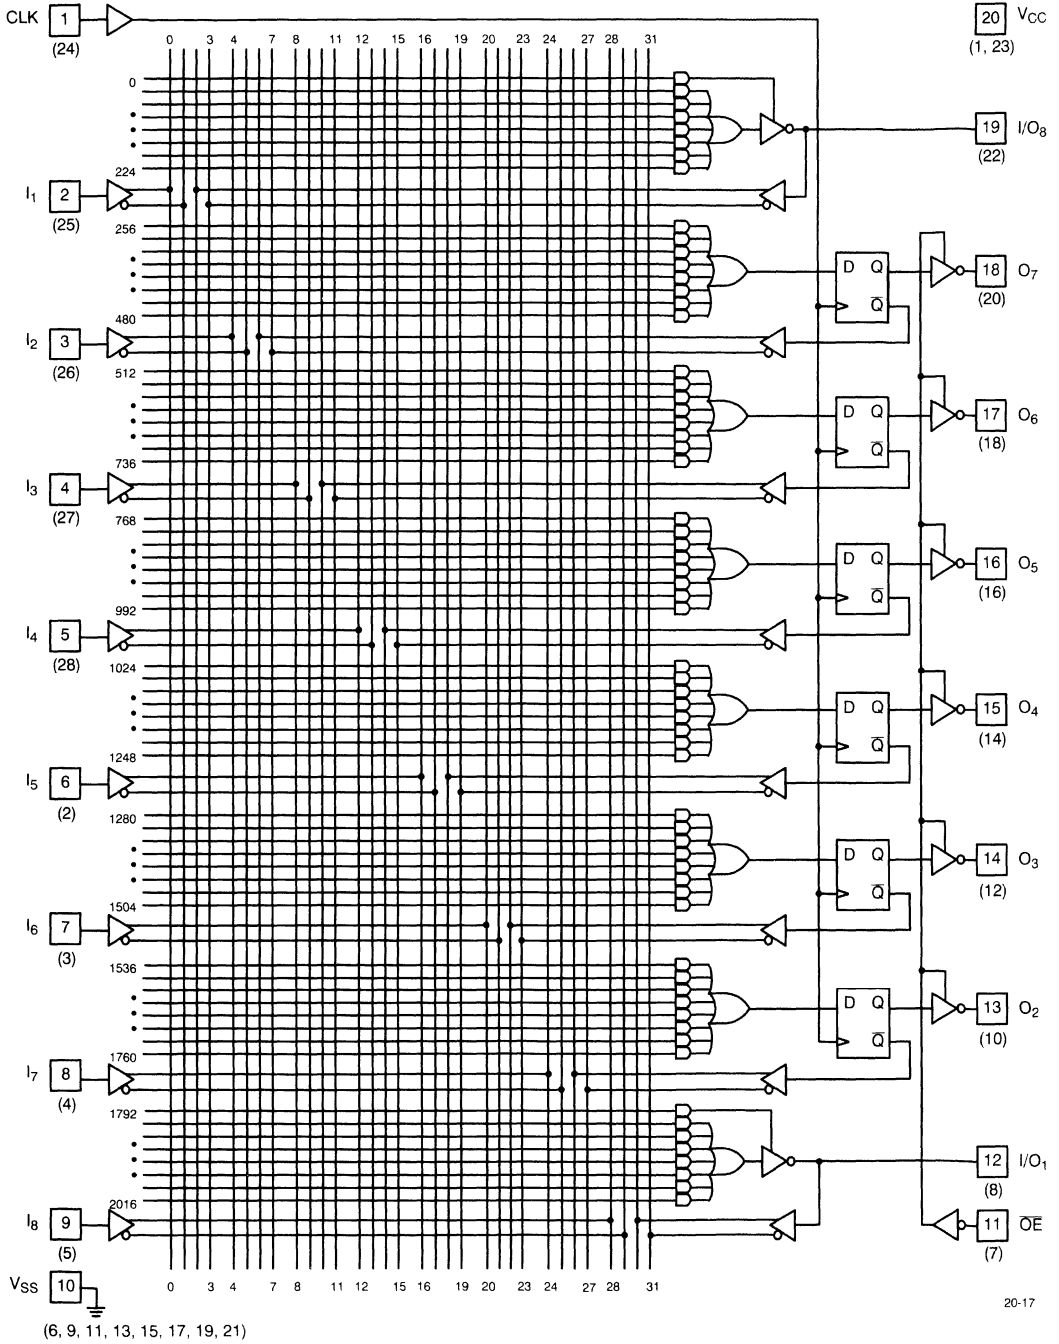 CLK 1 (24)
20 VCC (1, 23)
0 3 4 7 8 11 12 15 16 19 20 23 24 27 28 31
0
224
19 I/O8 (22)
I1 2 (25)
256
480
D Q
Q̅
18 O7 (20)
I2 3 (26)
512
736
D Q
Q̅
17 O6 (18)
I3 4 (27)
768
992
D Q
Q̅
16 O5 (16)
I4 5 (28)
1024
1248
D Q
Q̅
15 O4 (14)
I5 6 (2)
1280
1504
D Q
Q̅
14 O3 (12)
I6 7 (3)
1536
1760
D Q
Q̅
13 O2 (10)
I7 8 (4)
1792
2016
12 I/O1 (8)
I8 9 (5)
11 O̅E̅ (7)
0 3 4 7 8 11 12 15 16 19 20 23 24 27 28 31
VSS 10
(6, 9, 11, 13, 15, 17, 19, 21)
20-17